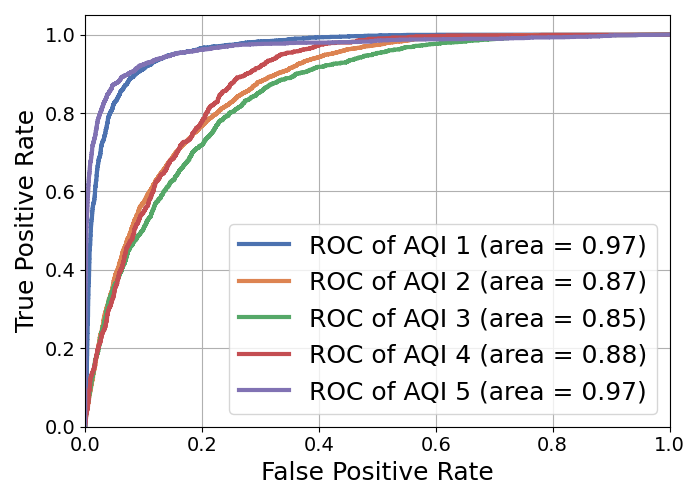 1.0
0.8
0.6
0.4
0.2
0.0
True Positive Rate
ROC of AQI 1 (area = 0.97)
ROC of AQI 2 (area = 0.87)
ROC of AQI 3 (area = 0.85)
ROC of AQI 4 (area = 0.88)
ROC of AQI 5 (area = 0.97)
0.0 0.2 0.4 0.6 0.8 1.0
False Positive Rate